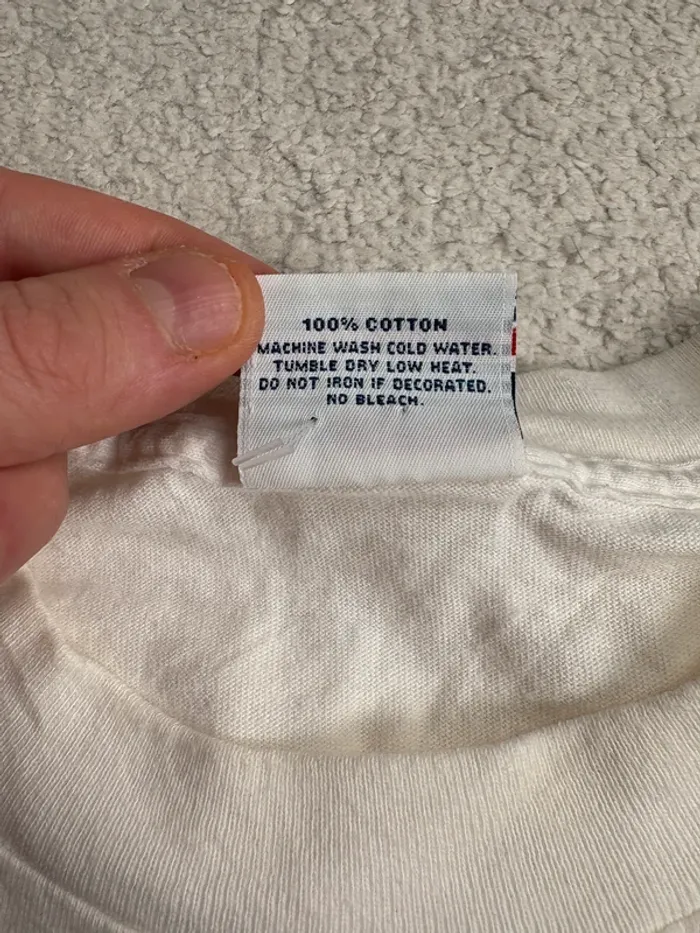 100% COTTON
MACHINE WASH COLD WATER.
TUMBLE DRY LOW HEAT.
DO NOT IRON IF DECORATED.
NO BLEACH.